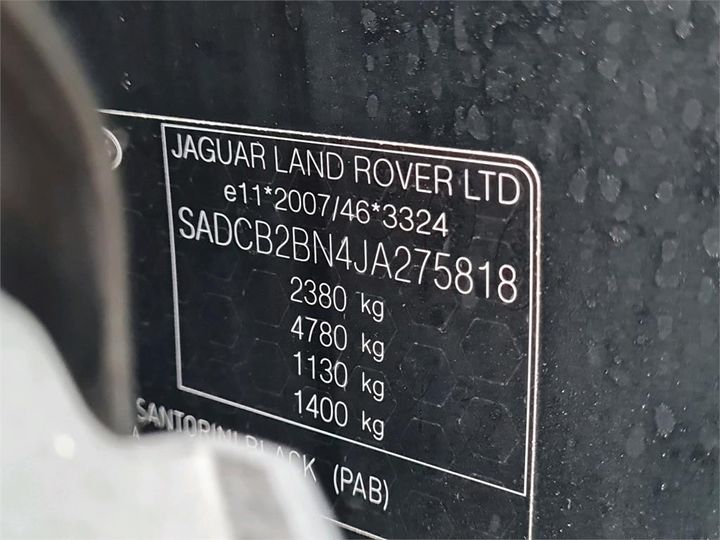 JAGUAR LAND ROVER LTD
e11*2007/46*3324
SADCB2BN4JA275818
2380 kg
4780 kg
1130 kg
1400 kg
SANTORINI BLACK (PAB)
A